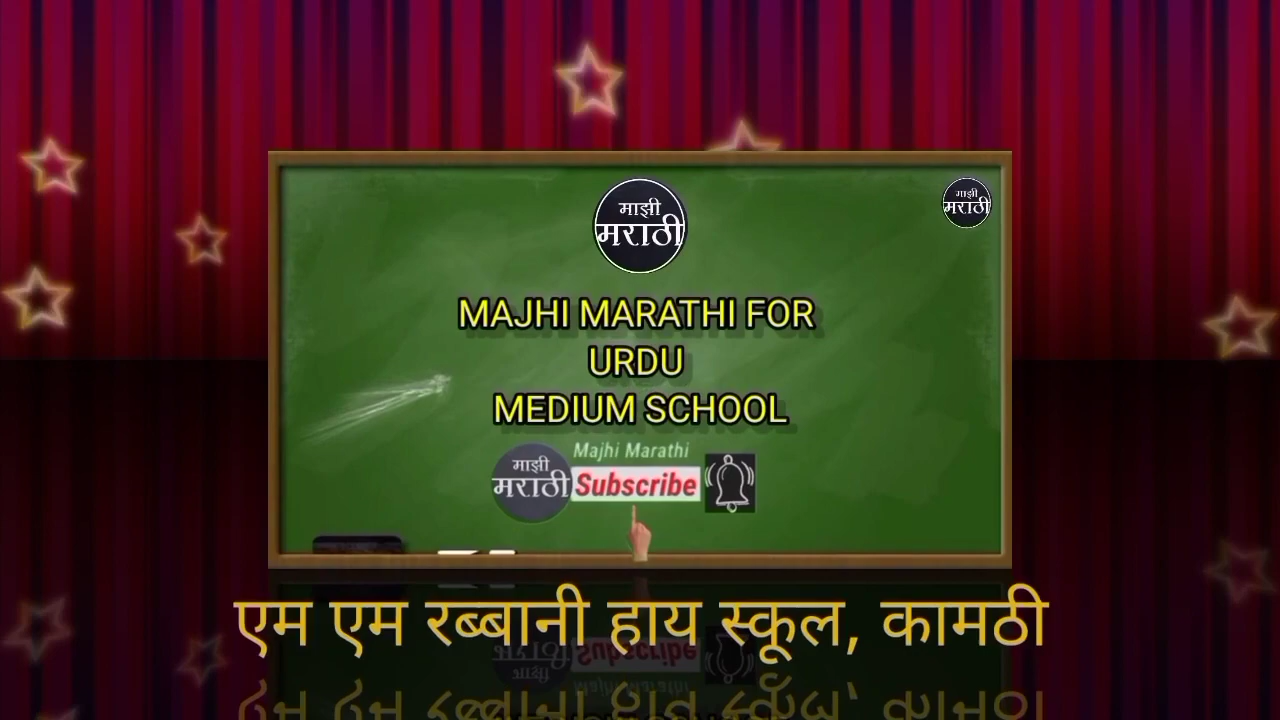 माझी
मराठी
माझी
मराठी
MAJHI MARATHI FOR
URDU
MEDIUM SCHOOL
Majhi Marathi
माझी
मराठी
Subscribe
एम एम रब्बानी हाय स्कूल, कामठी